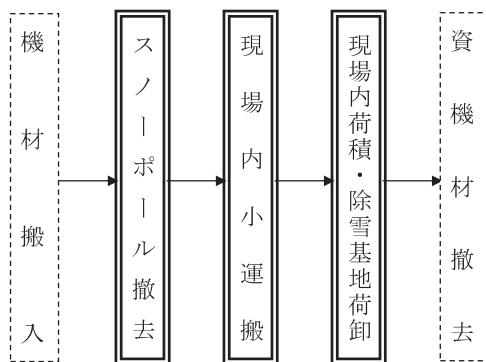 機材搬入
スノーポール撤去
現場内小運搬
現場内荷積・除雪基地荷卸
資機材撤去